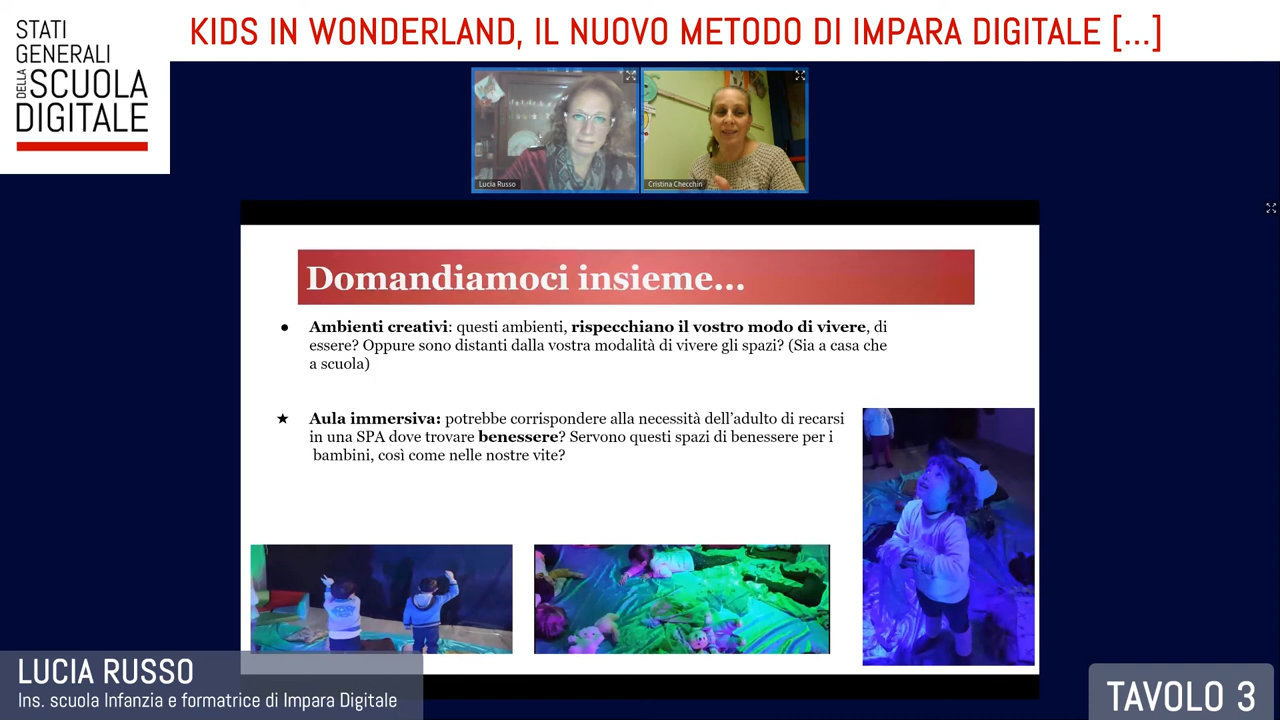 STATI
GENERALI
DELLA SCUOLA
DIGITALE
KIDS IN WONDERLAND, IL NUOVO METODO DI IMPARA DIGITALE [...]
Lucia Russo
Cristina Checchin
Domandiamoci insieme...
● Ambienti creativi: questi ambienti, rispecchiano il vostro modo di vivere, di
essere? Oppure sono distanti dalla vostra modalità di vivere gli spazi? (Sia a casa che
a scuola)
★ Aula immersiva: potrebbe corrispondere alla necessità dell'adulto di recarsi
in una SPA dove trovare benessere? Servono questi spazi di benessere per i
bambini, così come nelle nostre vite?
LUCIA RUSSO
Ins. scuola Infanzia e formatrice di Impara Digitale
TAVOLO 3